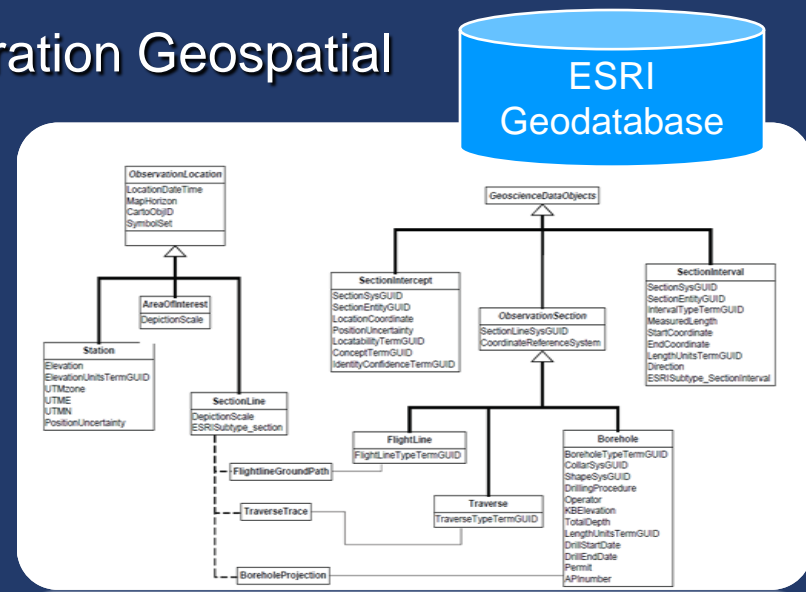 ration Geospatial
ESRI
Geodatabase
ObservationLocation
LocationDateTime
MapHorizon
CartoObjID
SymbolSet
AreaOfInterest
DepictionScale
Station
Elevation
ElevationUnitsTermGUID
UTMzone
UTME
UTMN
PositionUncertainty
SectionLine
DepictionScale
ESRISubtype_section
FlightlineGroundPath
TraverseTrace
BoreholeProjection
GeoscienceDataObjects
SectionIntercept
SectionSysGUID
SectionEntityGUID
LocationCoordinate
PositionUncertainty
LocatabilityTermGUID
ConceptTermGUID
IdentityConfidenceTermGUID
ObservationSection
SectionLineSysGUID
CoordinateReferenceSystem
SectionInterval
SectionSysGUID
SectionEntityGUID
IntervalTypeTermGUID
MeasuredLength
StartCoordinate
EndCoordinate
LengthUnitsTermGUID
Direction
ESRISubtype_SectionInterval
FlightLine
FlightLineTypeTermGUID
Traverse
TraverseTypeTermGUID
Borehole
BoreholeTypeTermGUID
CollarSysGUID
ShapeSysGUID
DrillingProcedure
Operator
KBElevation
TotalDepth
LengthUnitsTermGUID
DrillStartDate
DrillEndDate
Permit
APInumber